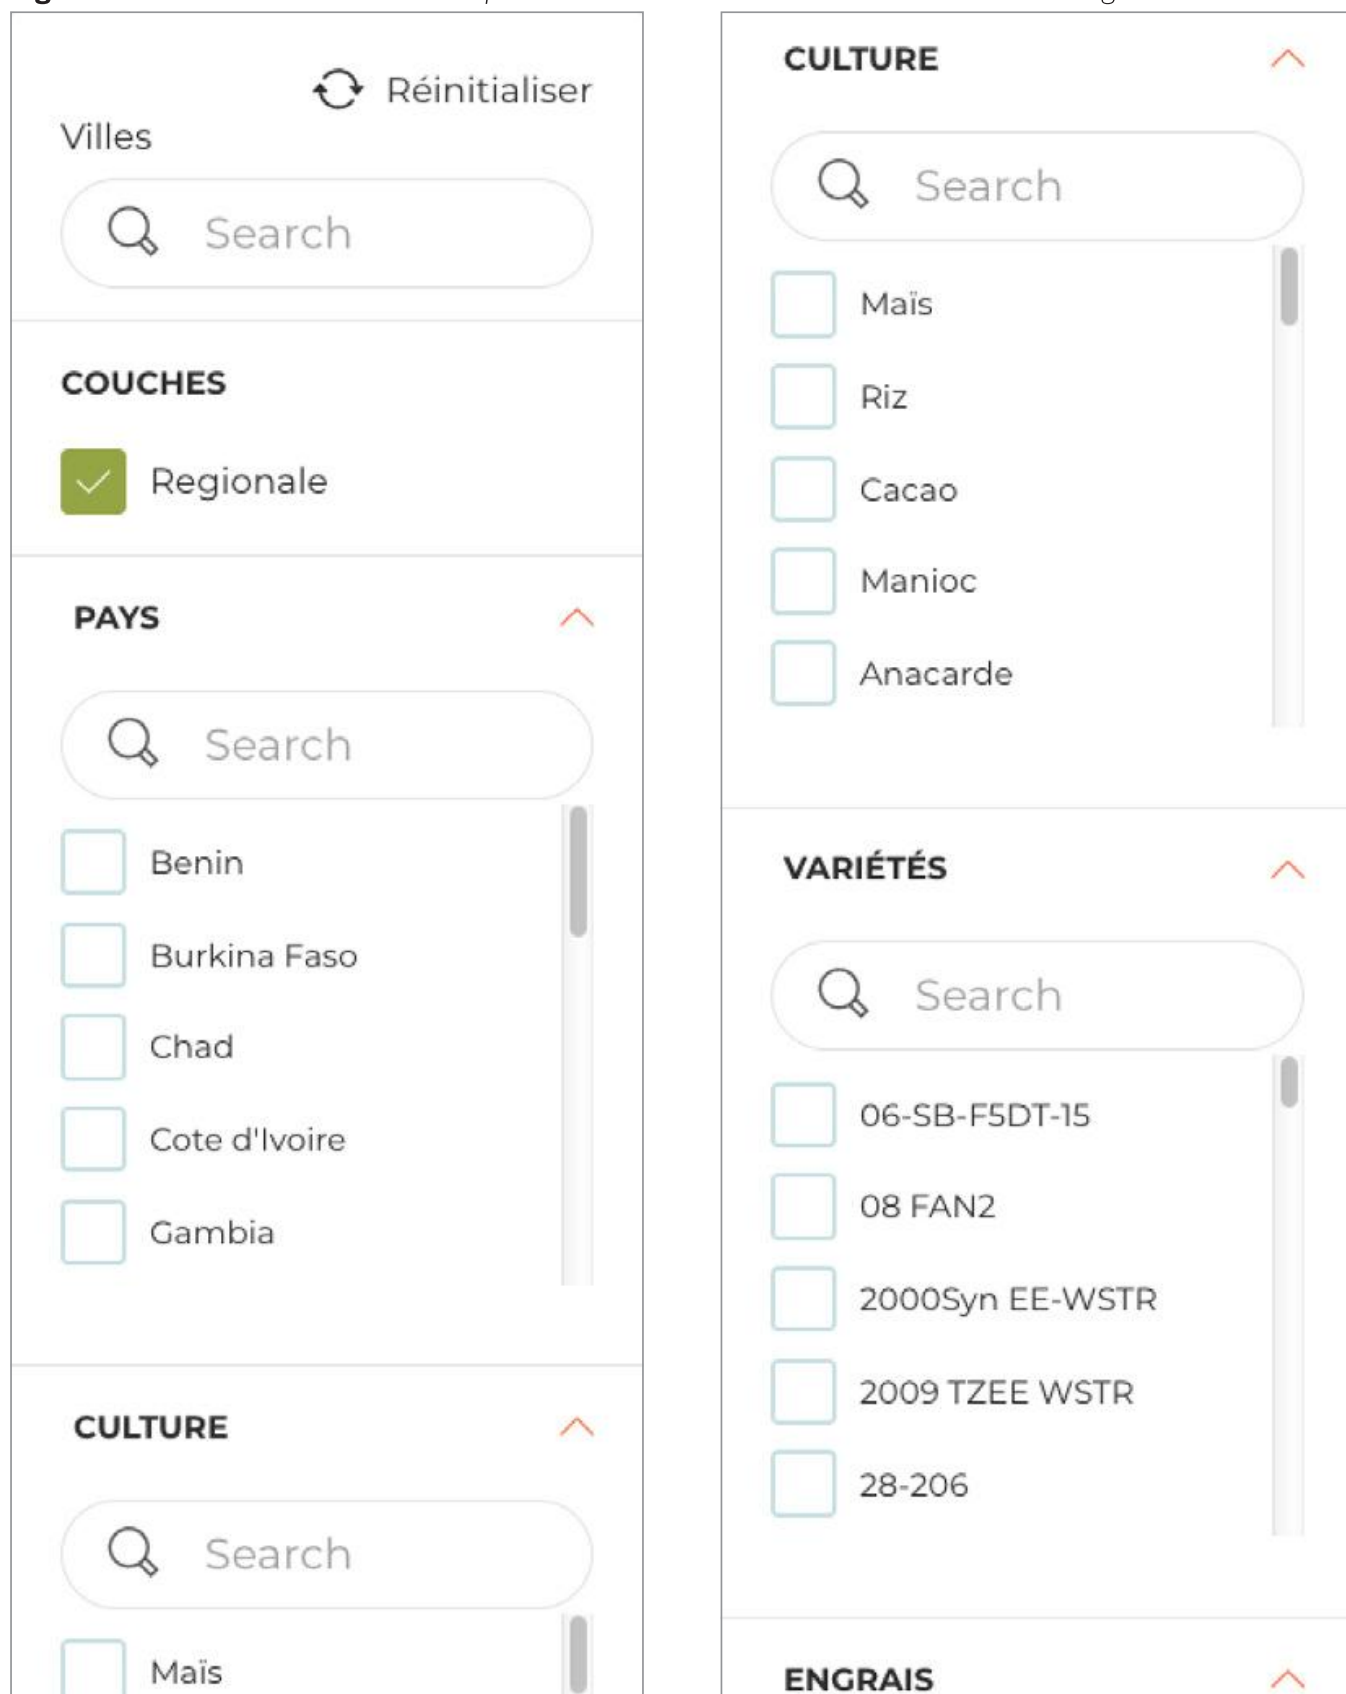 Réinitialiser
Villes
Search
COUCHES
Regionale
PAYS
Search
Benin
Burkina Faso
Chad
Cote d'Ivoire
Gambia
CULTURE
Search
Maïs
CULTURE
Search
Maïs
Riz
Cacao
Manioc
Anacarde
VARIÉTÉS
Search
06-SB-F5DT-15
08 FAN2
2000Syn EE-WSTR
2009 TZEE WSTR
28-206
ENGRAIS